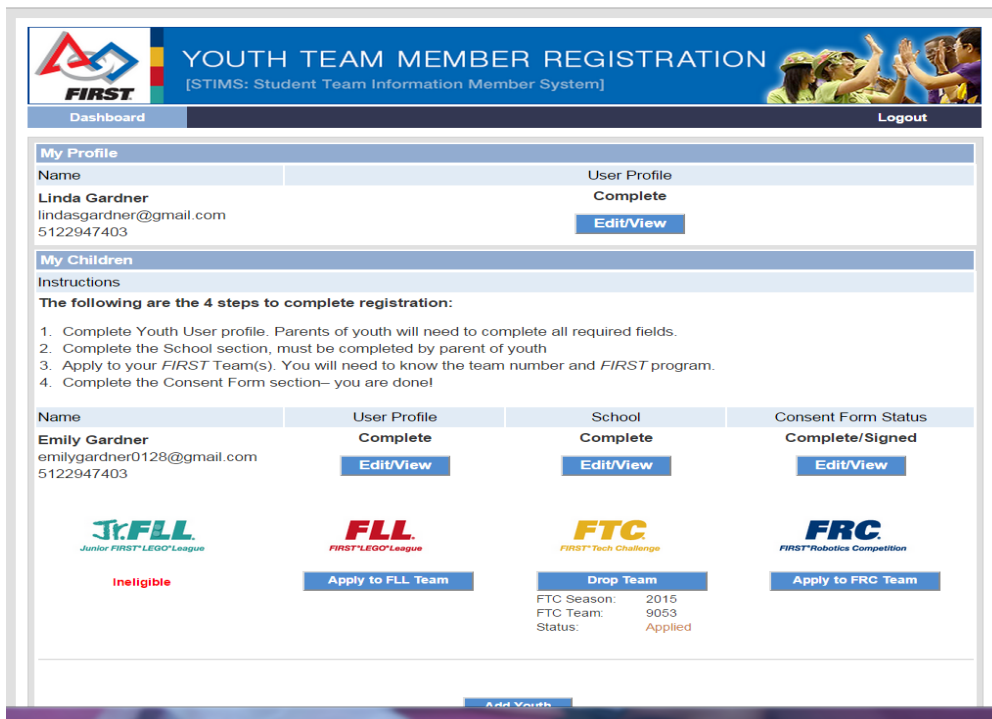 FIRST
YOUTH TEAM MEMBER REGISTRATION
[STIMS: Student Team Information Member System]
Dashboard Logout
My Profile
Name User Profile
Linda Gardner Complete
lindasgardner@gmail.com
5122947403 Edit/View
My Children
Instructions
The following are the 4 steps to complete registration:
1. Complete Youth User profile. Parents of youth will need to complete all required fields.
2. Complete the School section, must be completed by parent of youth
3. Apply to your FIRST Team(s). You will need to know the team number and FIRST program.
4. Complete the Consent Form section– you are done!
Name User Profile School Consent Form Status
Emily Gardner Complete Complete Complete/Signed
emilygardner0128@gmail.com Edit/View Edit/View Edit/View
5122947403
Jr.FLL FLL FTC FRC
Junior FIRST LEGO League FIRST LEGO League FIRST Tech Challenge FIRST Robotics Competition
Ineligible Apply to FLL Team Drop Team Apply to FRC Team
FTC Season: 2015
FTC Team: 9053
Status: Applied
Add Youth